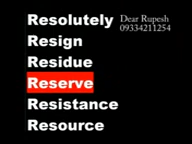 Resolutely
Dear Rupesh
09334211254
Resign
Residue
Reserve
Resistance
Resource